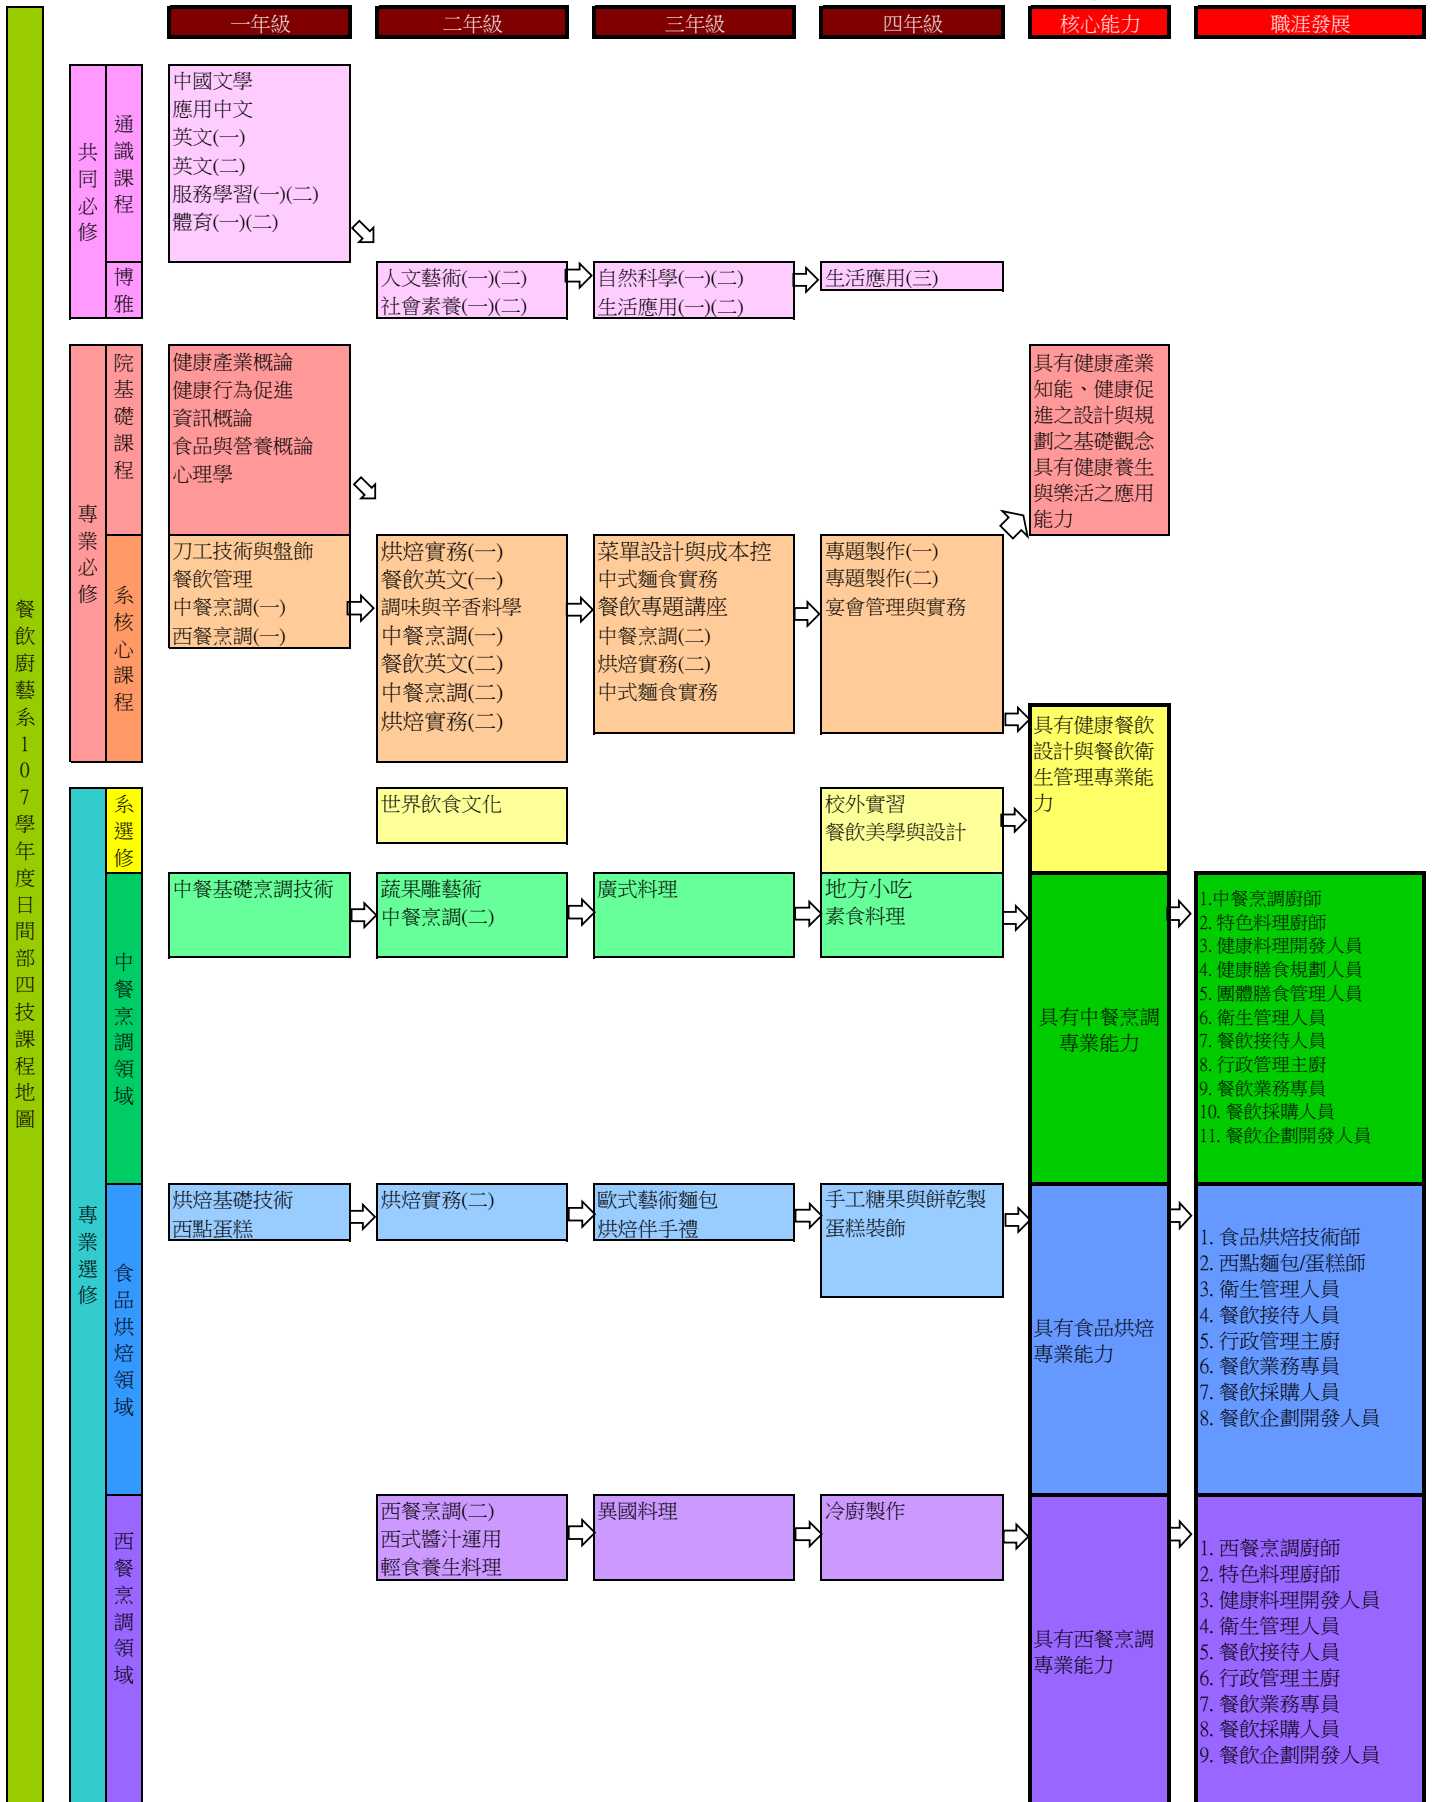 餐飲廚藝系107學年度日間部四技課程地圖
一年級
二年級
三年級
四年級
核心能力
職涯發展
共同必修
通識課程
中國文學
應用中文
英文(一)
英文(二)
服務學習(一)(二)
體育(一)(二)
博雅
人文藝術(一)(二)
社會素養(一)(二)
自然科學(一)(二)
生活應用(一)(二)
生活應用(三)
專業必修
院基礎課程
健康產業概論
健康行為促進
資訊概論
食品與營養概論
心理學
具有健康產業
知能、健康促
進之設計與規
劃之基礎觀念
具有健康養生
與樂活之應用
能力
系核心課程
刀工技術與盤飾
餐飲管理
中餐烹調(一)
西餐烹調(一)
烘焙實務(一)
餐飲英文(一)
調味與辛香料學
中餐烹調(一)
餐飲英文(二)
中餐烹調(二)
烘焙實務(二)
菜單設計與成本控
中式麵食實務
餐飲專題講座
中餐烹調(二)
烘焙實務(二)
中式麵食實務
專題製作(一)
專題製作(二)
宴會管理與實務
具有健康餐飲
設計與餐飲衛
生管理專業能
力
專業選修
系選修
世界飲食文化
校外實習
餐飲美學與設計
中餐烹調領域
中餐基礎烹調技術
蔬果雕藝術
中餐烹調(二)
廣式料理
地方小吃
素食料理
具有中餐烹調
專業能力
1.中餐烹調廚師
2. 特色料理廚師
3. 健康料理開發人員
4. 健康膳食規劃人員
5. 團體膳食管理人員
6. 衛生管理人員
7. 餐飲接待人員
8. 行政管理主廚
9. 餐飲業務專員
10. 餐飲採購人員
11. 餐飲企劃開發人員
食品烘焙領域
烘焙基礎技術
西點蛋糕
烘焙實務(二)
歐式藝術麵包
烘焙伴手禮
手工糖果與餅乾製
蛋糕裝飾
具有食品烘焙
專業能力
1. 食品烘焙技術師
2. 西點麵包/蛋糕師
3. 衛生管理人員
4. 餐飲接待人員
5. 行政管理主廚
6. 餐飲業務專員
7. 餐飲採購人員
8. 餐飲企劃開發人員
西餐烹調領域
西餐烹調(二)
西式醬汁運用
輕食養生料理
異國料理
冷廚製作
具有西餐烹調
專業能力
1. 西餐烹調廚師
2. 特色料理廚師
3. 健康料理開發人員
4. 衛生管理人員
5. 餐飲接待人員
6. 行政管理主廚
7. 餐飲業務專員
8. 餐飲採購人員
9. 餐飲企劃開發人員